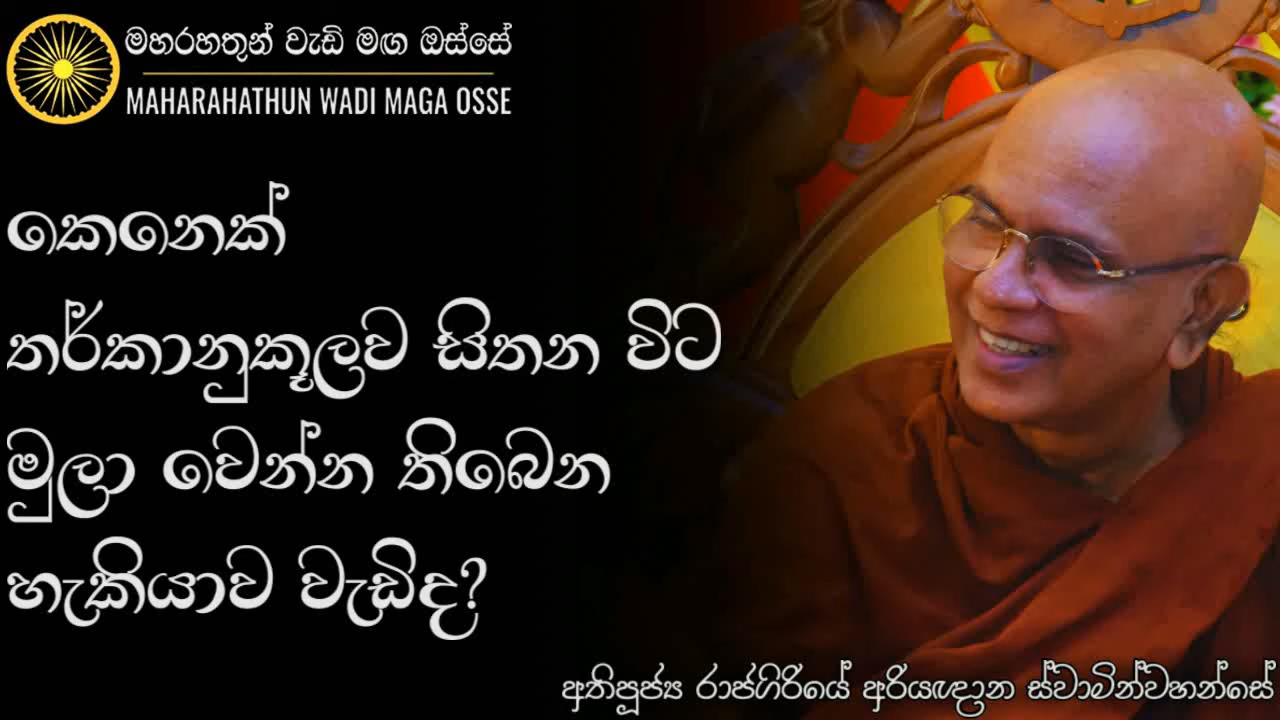 මහරහතුන් වැඩි මඟ ඔස්සේ
MAHARAHATHUN WADI MAGA OSSE
කෙනෙක්
තර්කානුකූලව සිතන විට
මුලා වෙන්න තිබෙන
හැකියාව වැඩිද?
අතිපූජ්‍ය රාජගිරියේ අරියඥාන ස්වාමින්වහන්සේ